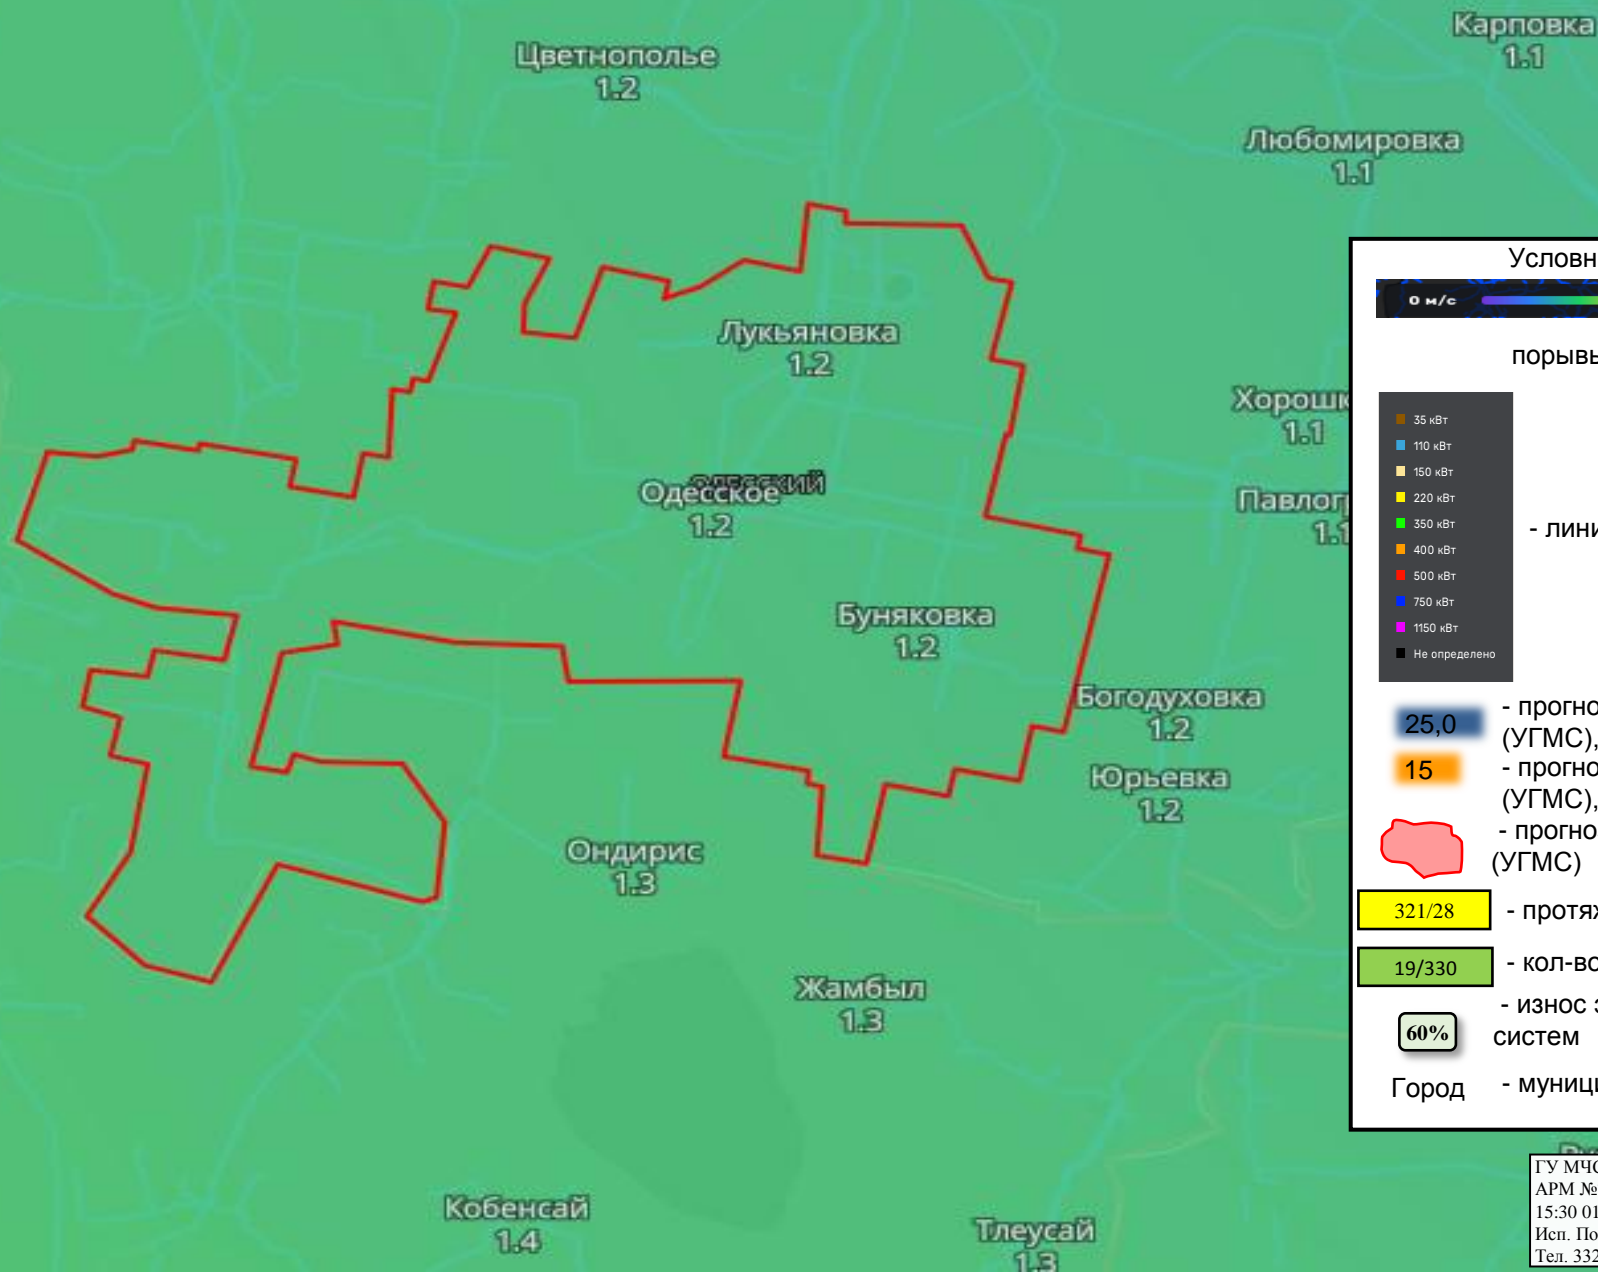 Карповка
1.1
Цветнополье
1.2
Любомировка
1.1
Лукьяновка
1.2
Хорошк
1.1
Одесский
Одесское
1.2
Павлогр
1.1
Буняковка
1.2
Богодуховка
1.2
Юрьевка
1.2
Ондирис
1.3
Жамбыл
1.3
Кобенсай
1.4
Тлеусай
1.3
Условн
0 м/с
порывы
35 кВт
110 кВт
150 кВт
220 кВт
350 кВт
400 кВт
500 кВт
750 кВт
1150 кВт
Не определено
- лини
25,0 - прогно
(УГМС),
15 - прогно
(УГМС),
- прогно
(УГМС)
321/28 - протяж
19/330 - кол-во
- износ э
60% систем
Город - муници
ГУ МЧС
АРМ №
15:30 01
Исп. По
Тел. 332